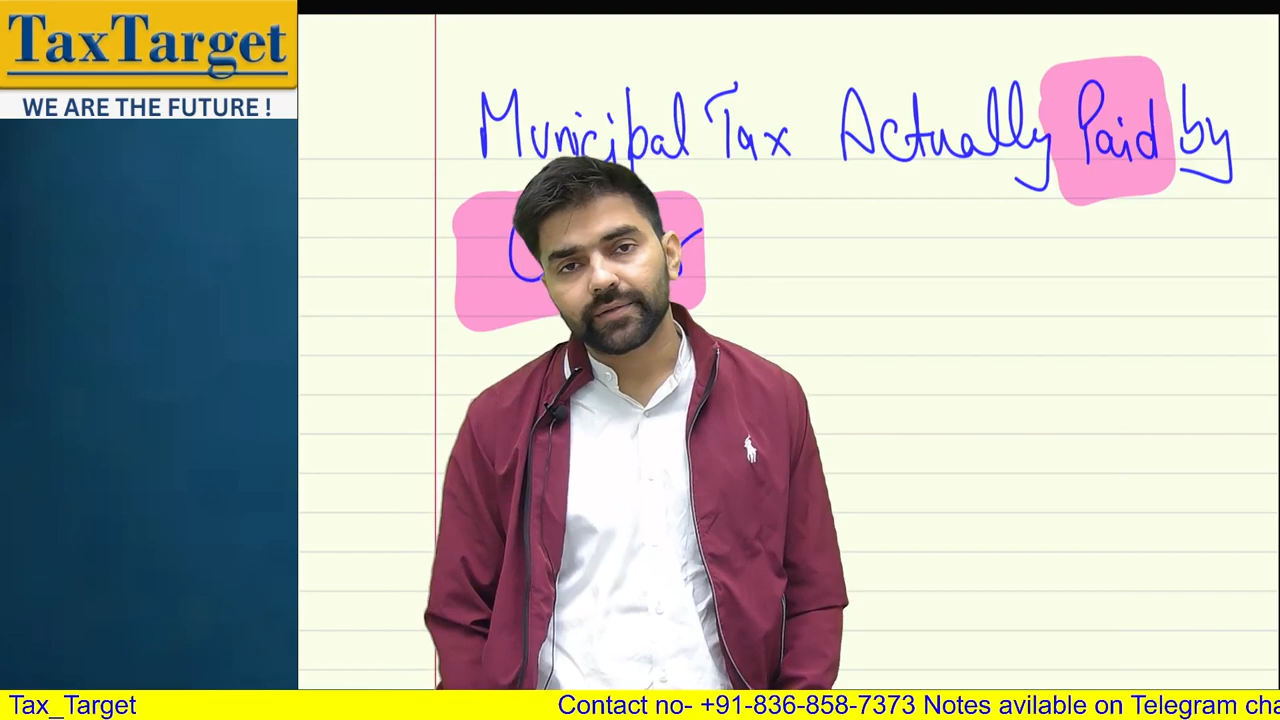 TaxTarget
WE ARE THE FUTURE !
Municipal Tax Actually Paid by
Tax_Target
Contact no- +91-836-858-7373 Notes avilable on Telegram cha